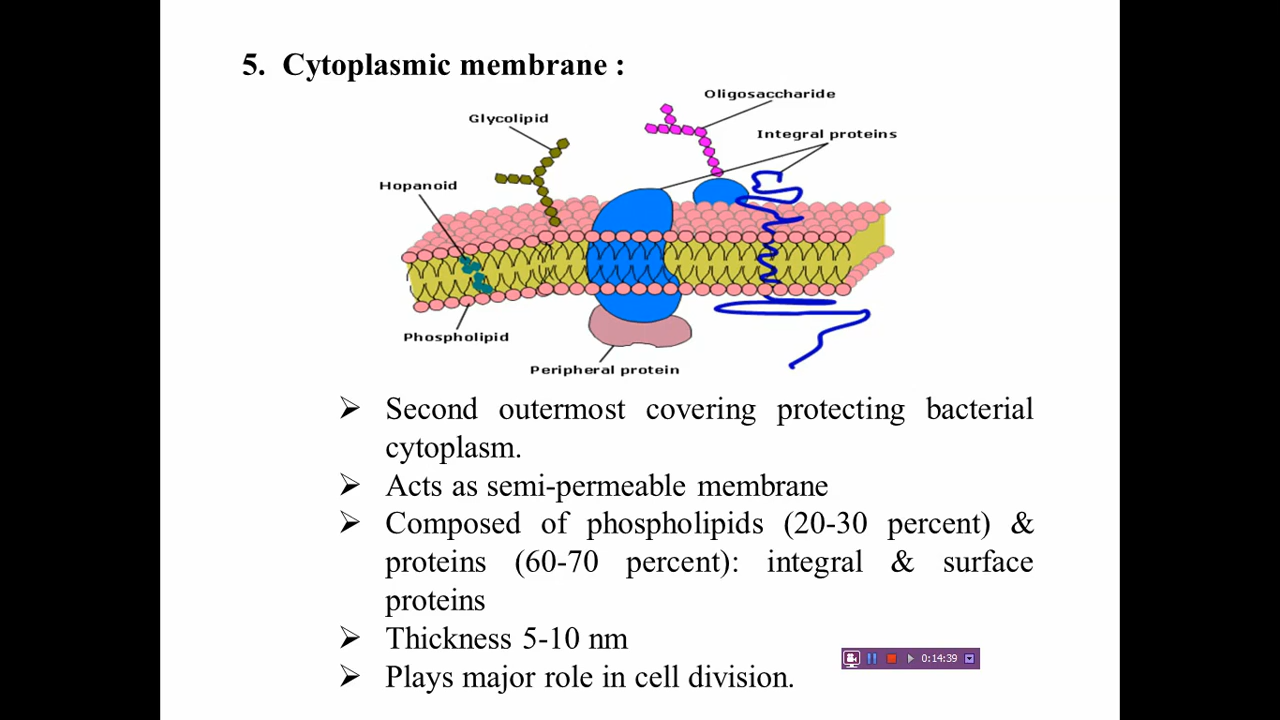 5. Cytoplasmic membrane :
Oligosaccharide
Glycolipid
Integral proteins
Hopanoid
Phospholipid
Peripheral protein
➢ Second outermost covering protecting bacterial
cytoplasm.
➢ Acts as semi-permeable membrane
➢ Composed of phospholipids (20-30 percent) &
proteins (60-70 percent): integral & surface
proteins
➢ Thickness 5-10 nm
0:14:39
➢ Plays major role in cell division.